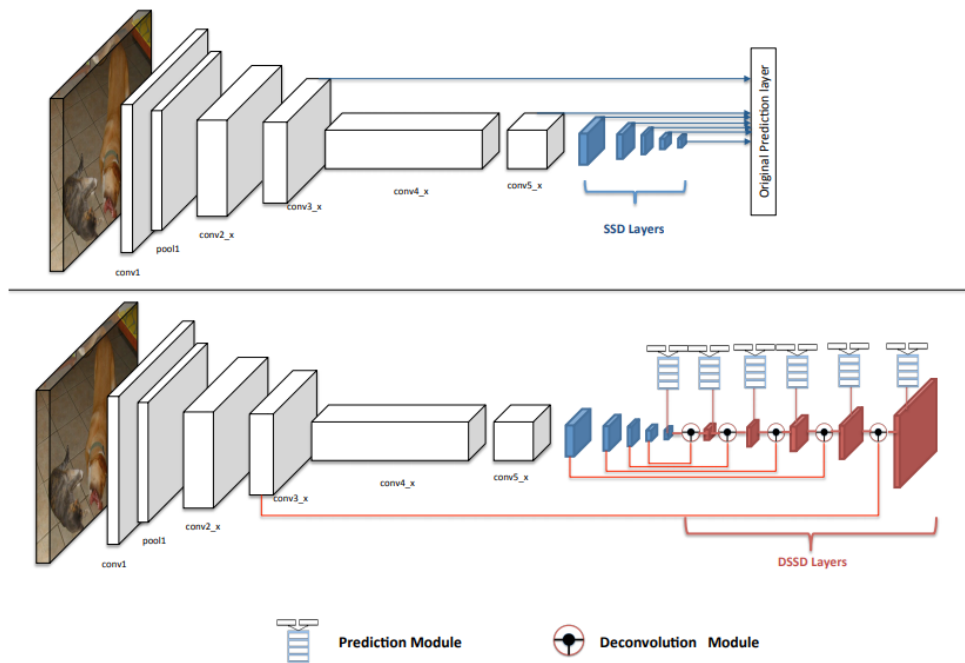 Original Prediction layer
conv4_x
conv5_x
conv3_x
conv2_x
pool1
conv1
SSD Layers
conv4_x
conv5_x
conv3_x
conv2_x
pool1
conv1
DSSD Layers
Prediction Module
Deconvolution Module